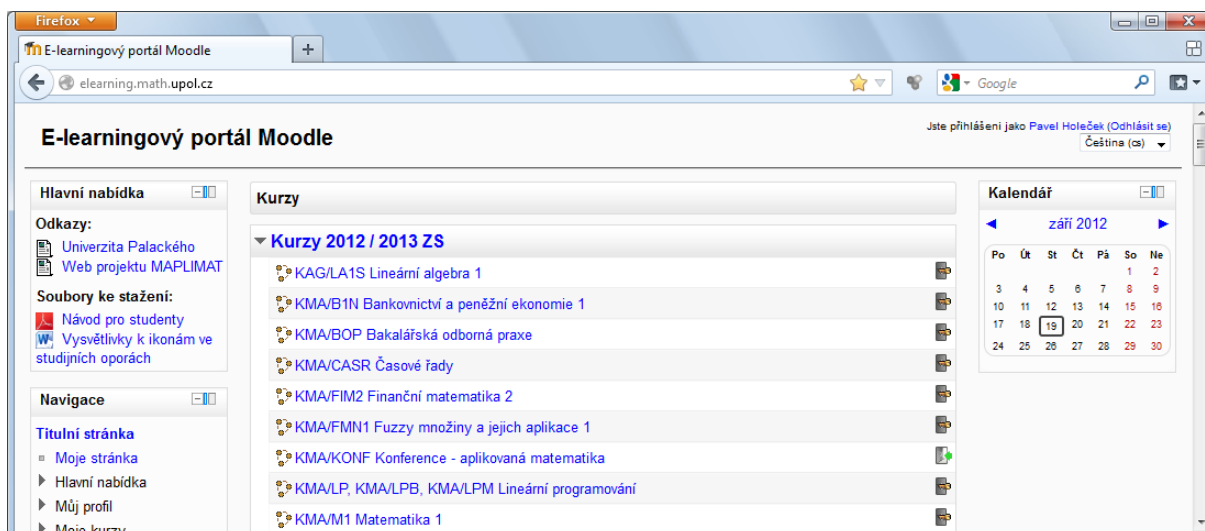 Firefox
E-learningový portál Moodle
elearning.math.upol.cz
Google
E-learningový portál Moodle
Jste přihlášeni jako Pavel Holeček (Odhlásit se)
Čeština (cs)
Hlavní nabídka
Odkazy:
Univerzita Palackého
Web projektu MAPLIMAT
Soubory ke stažení:
Návod pro studenty
Vysvětlivky k ikonám ve
studijních oporách
Navigace
Titulní stránka
Moje stránka
Hlavní nabídka
Můj profil
Moje kurzy
Kurzy
Kurzy 2012 / 2013 ZS
KAG/LA1S Lineární algebra 1
KMA/B1N Bankovnictví a peněžní ekonomie 1
KMA/BOP Bakalářská odborná praxe
KMA/CASR Časové řady
KMA/FIM2 Finanční matematika 2
KMA/FMN1 Fuzzy množiny a jejich aplikace 1
KMA/KONF Konference - aplikovaná matematika
KMA/LP, KMA/LPB, KMA/LPM Lineární programování
KMA/M1 Matematika 1
Kalendář
září 2012
Po Út St Čt Pá So Ne
1 2
3 4 5 6 7 8 9
10 11 12 13 14 15 16
17 18 19 20 21 22 23
24 25 26 27 28 29 30